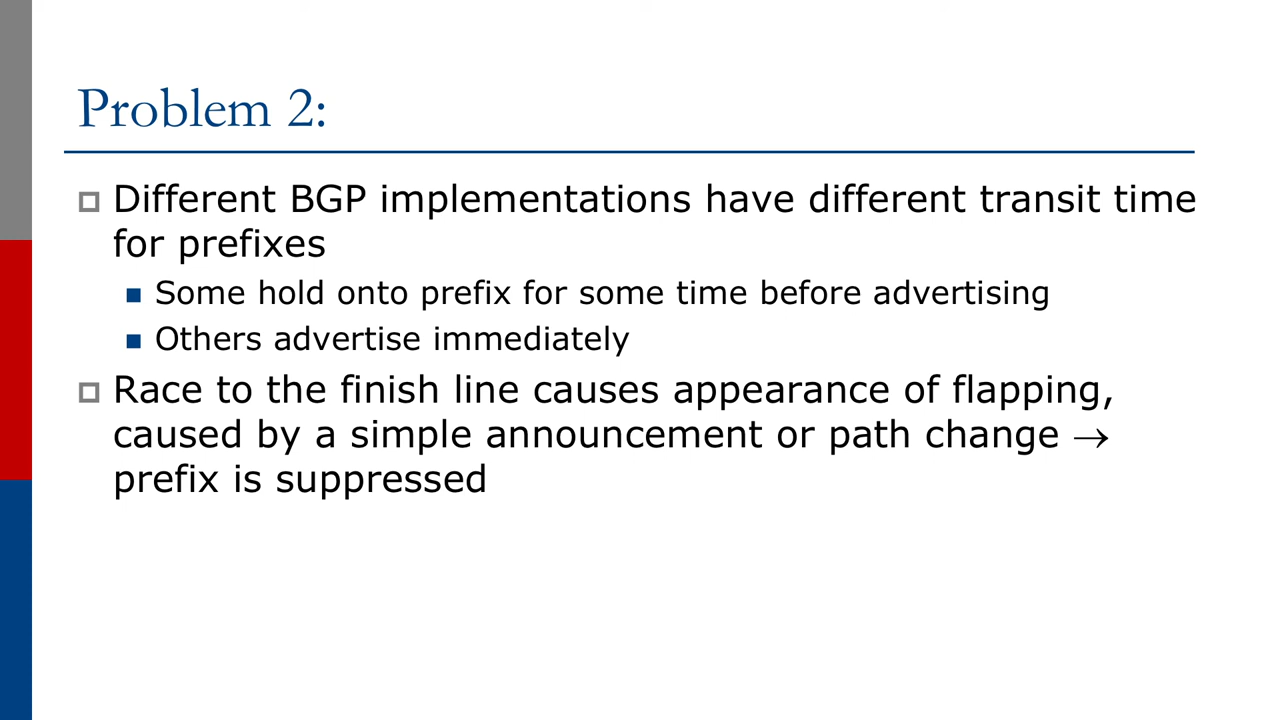 Problem 2:
Different BGP implementations have different transit time
for prefixes
Some hold onto prefix for some time before advertising
Others advertise immediately
Race to the finish line causes appearance of flapping,
caused by a simple announcement or path change →
prefix is suppressed